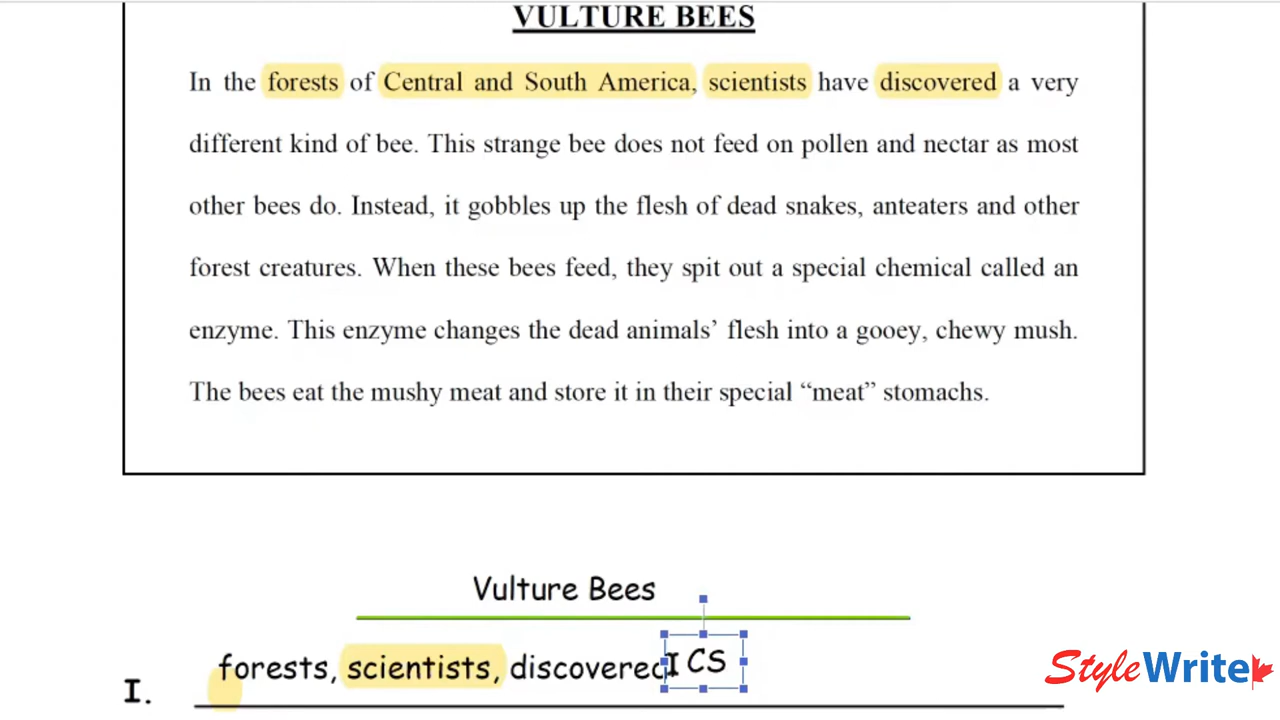 VULTURE BEES
In the forests of Central and South America, scientists have discovered a very
different kind of bee. This strange bee does not feed on pollen and nectar as most
other bees do. Instead, it gobbles up the flesh of dead snakes, anteaters and other
forest creatures. When these bees feed, they spit out a special chemical called an
enzyme. This enzyme changes the dead animals’ flesh into a gooey, chewy mush.
The bees eat the mushy meat and store it in their special “meat” stomachs.
Vulture Bees
I. forests, scientists, discovered CS
StyleWrite